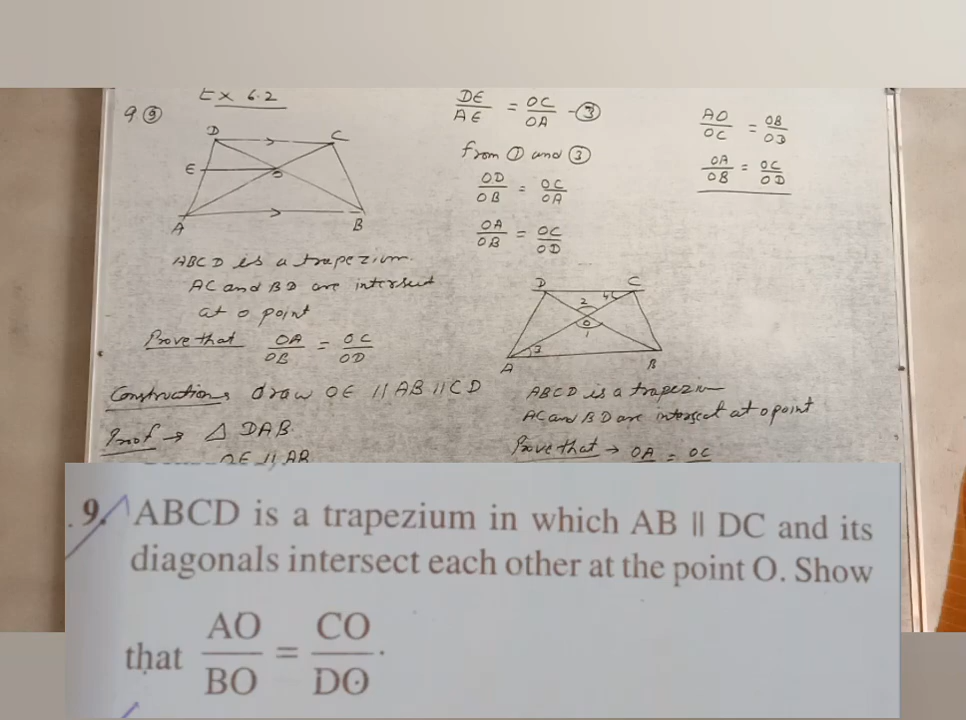 Ex 6.2
9. ⑨
D C
E O
A B
ABCD is a trapezium.
AC and BD are intersect
at o point
Prove that OA/OB = OC/OD
Construction, draw OE // AB // CD
Proof → △ DAB
OE // AB
DE/AE = OC/OA -③
from ① and ③
OD/OB = OC/OA
OA/OB = OC/OD
AO/OC = OB/OD
OA/OB = OC/OD
D C
2 4
O
1
3
A B
ABCD is a trapezium
AC and BD are intersect at o point
Prove that → OA = OC
9. ABCD is a trapezium in which AB || DC and its
diagonals intersect each other at the point O. Show
that AO/BO = CO/DO.